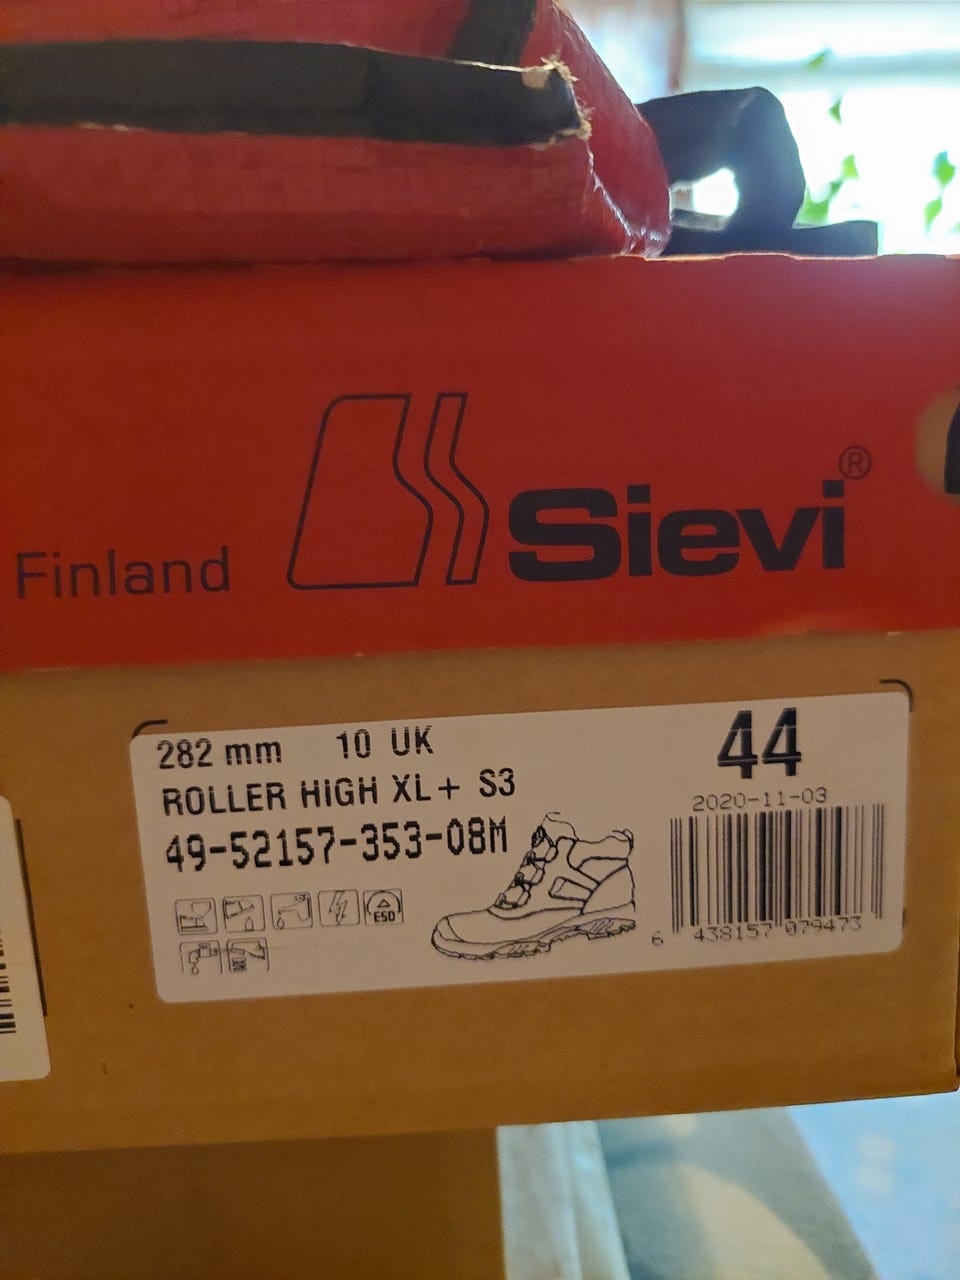 Finland
Sievi®
282 mm 10 UK
44
ROLLER HIGH XL+ S3
2020-11-03
49-52157-353-08M
ESD
6 438157 079473